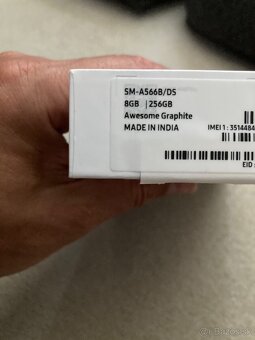 SM-A566B/DS
8GB | 256GB
Awesome Graphite
MADE IN INDIA
IMEI 1 : 3514484
EID :